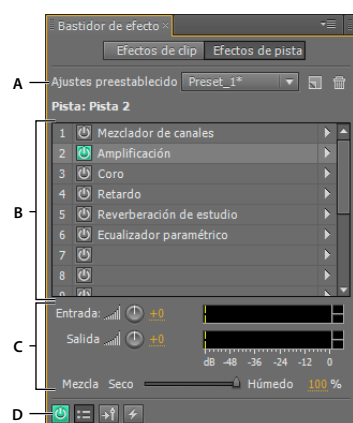 Bastidor de efecto ×
Efectos de clip Efectos de pista
A Ajustes preestablecido Preset_1*
Pista: Pista 2
B
1 Mezclador de canales
2 Amplificación
3 Coro
4 Retardo
5 Reverberación de estudio
6 Ecualizador paramétrico
7
8
9
C
Entrada: +0
Salida +0
dB -48 -36 -24 -12 0
Mezcla Seco Húmedo 100 %
D